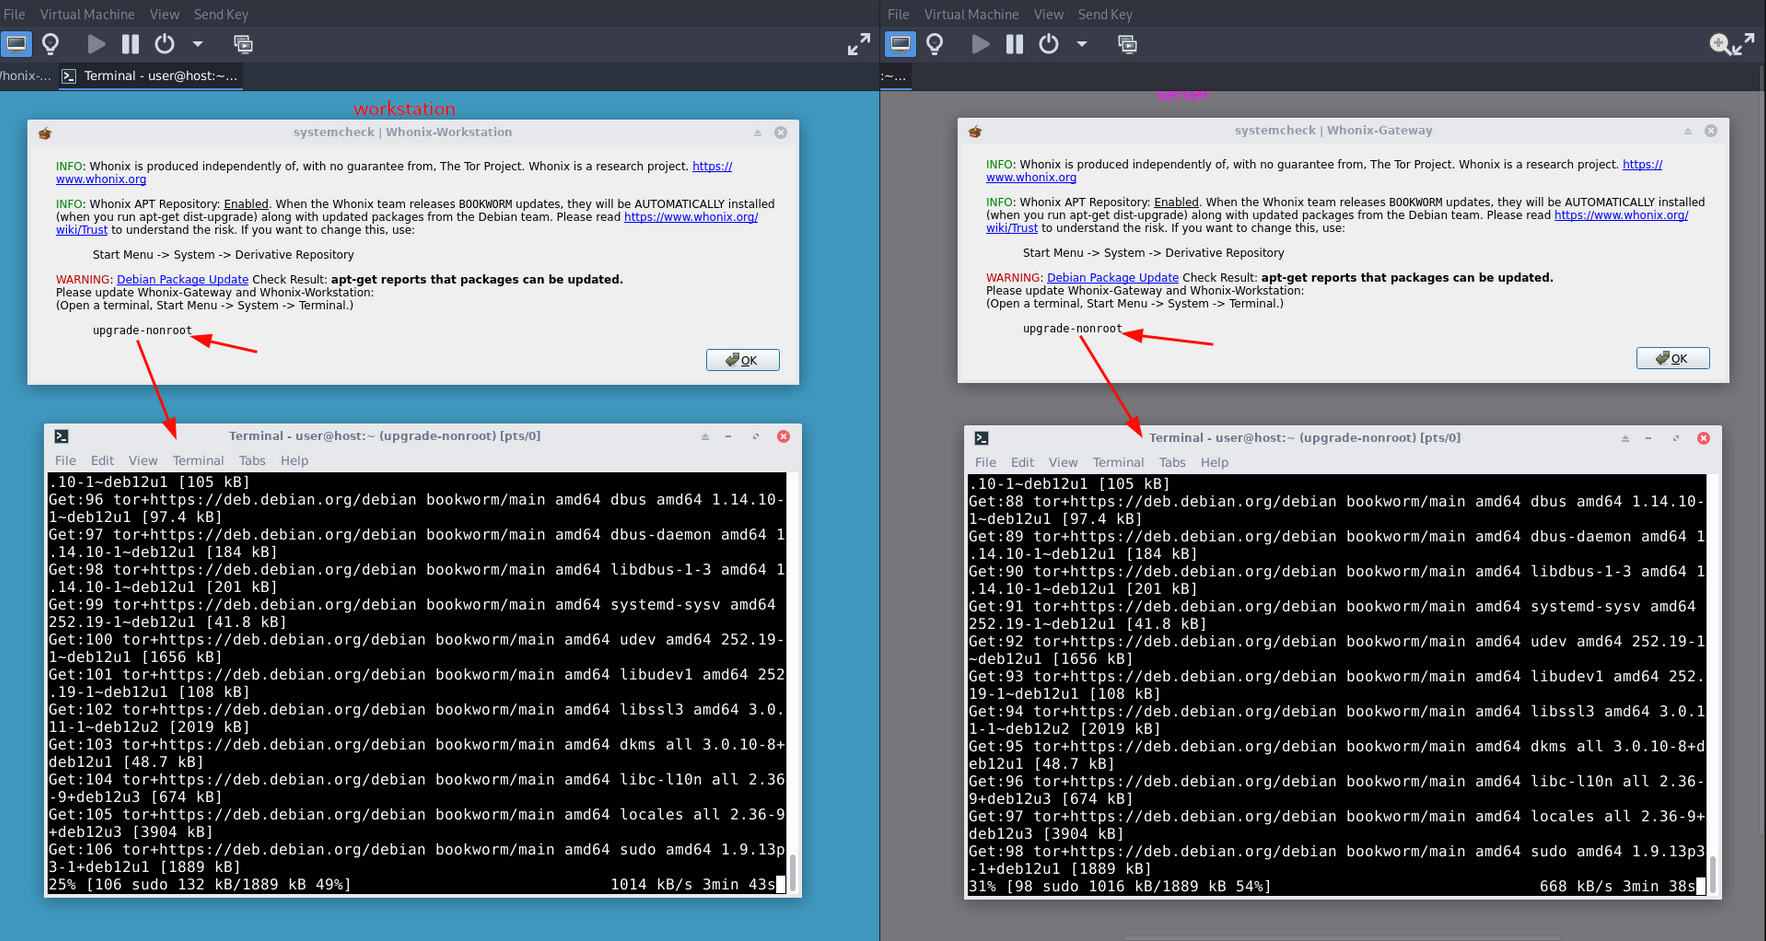 File Virtual Machine View Send Key
Terminal - user@host:~...
workstation
systemcheck | Whonix-Workstation
INFO: Whonix is produced independently of, with no guarantee from, The Tor Project. Whonix is a research project. https://
www.whonix.org
INFO: Whonix APT Repository: Enabled. When the Whonix team releases BOOKWORM updates, they will be AUTOMATICALLY installed
(when you run apt-get dist-upgrade) along with updated packages from the Debian team. Please read https://www.whonix.org/
wiki/Trust to understand the risk. If you want to change this, use:
Start Menu -> System -> Derivative Repository
WARNING: Debian Package Update Check Result: apt-get reports that packages can be updated.
Please update Whonix-Gateway and Whonix-Workstation:
(Open a terminal, Start Menu -> System -> Terminal.)
upgrade-nonroot
OK
Terminal - user@host:~ (upgrade-nonroot) [pts/0]
File Edit View Terminal Tabs Help
.10-1~deb12u1 [105 kB]
Get:96 tor+https://deb.debian.org/debian bookworm/main amd64 dbus amd64 1.14.10-
1~deb12u1 [97.4 kB]
Get:97 tor+https://deb.debian.org/debian bookworm/main amd64 dbus-daemon amd64 1
.14.10-1~deb12u1 [184 kB]
Get:98 tor+https://deb.debian.org/debian bookworm/main amd64 libdbus-1-3 amd64 1
.14.10-1~deb12u1 [201 kB]
Get:99 tor+https://deb.debian.org/debian bookworm/main amd64 systemd-sysv amd64
252.19-1~deb12u1 [41.8 kB]
Get:100 tor+https://deb.debian.org/debian bookworm/main amd64 udev amd64 252.19-
1~deb12u1 [1656 kB]
Get:101 tor+https://deb.debian.org/debian bookworm/main amd64 libudev1 amd64 252
.19-1~deb12u1 [108 kB]
Get:102 tor+https://deb.debian.org/debian bookworm/main amd64 libssl3 amd64 3.0.
11-1~deb12u2 [2019 kB]
Get:103 tor+https://deb.debian.org/debian bookworm/main amd64 dkms all 3.0.10-8+
deb12u1 [48.7 kB]
Get:104 tor+https://deb.debian.org/debian bookworm/main amd64 libc-l10n all 2.36
-9+deb12u3 [674 kB]
Get:105 tor+https://deb.debian.org/debian bookworm/main amd64 locales all 2.36-9
+deb12u3 [3904 kB]
Get:106 tor+https://deb.debian.org/debian bookworm/main amd64 sudo amd64 1.9.13p
3-1+deb12u1 [1889 kB]
25% [106 sudo 132 kB/1889 kB 49%] 1014 kB/s 3min 43s
File Virtual Machine View Send Key
:~...
server
systemcheck | Whonix-Gateway
INFO: Whonix is produced independently of, with no guarantee from, The Tor Project. Whonix is a research project. https://
www.whonix.org
INFO: Whonix APT Repository: Enabled. When the Whonix team releases BOOKWORM updates, they will be AUTOMATICALLY installed
(when you run apt-get dist-upgrade) along with updated packages from the Debian team. Please read https://www.whonix.org/
wiki/Trust to understand the risk. If you want to change this, use:
Start Menu -> System -> Derivative Repository
WARNING: Debian Package Update Check Result: apt-get reports that packages can be updated.
Please update Whonix-Gateway and Whonix-Workstation:
(Open a terminal, Start Menu -> System -> Terminal.)
upgrade-nonroot
OK
Terminal - user@host:~ (upgrade-nonroot) [pts/0]
File Edit View Terminal Tabs Help
.10-1~deb12u1 [105 kB]
Get:88 tor+https://deb.debian.org/debian bookworm/main amd64 dbus amd64 1.14.10-
1~deb12u1 [97.4 kB]
Get:89 tor+https://deb.debian.org/debian bookworm/main amd64 dbus-daemon amd64 1
.14.10-1~deb12u1 [184 kB]
Get:90 tor+https://deb.debian.org/debian bookworm/main amd64 libdbus-1-3 amd64 1
.14.10-1~deb12u1 [201 kB]
Get:91 tor+https://deb.debian.org/debian bookworm/main amd64 systemd-sysv amd64
252.19-1~deb12u1 [41.8 kB]
Get:92 tor+https://deb.debian.org/debian bookworm/main amd64 udev amd64 252.19-1
~deb12u1 [1656 kB]
Get:93 tor+https://deb.debian.org/debian bookworm/main amd64 libudev1 amd64 252.
19-1~deb12u1 [108 kB]
Get:94 tor+https://deb.debian.org/debian bookworm/main amd64 libssl3 amd64 3.0.1
1-1~deb12u2 [2019 kB]
Get:95 tor+https://deb.debian.org/debian bookworm/main amd64 dkms all 3.0.10-8+d
eb12u1 [48.7 kB]
Get:96 tor+https://deb.debian.org/debian bookworm/main amd64 libc-l10n all 2.36-
9+deb12u3 [674 kB]
Get:97 tor+https://deb.debian.org/debian bookworm/main amd64 locales all 2.36-9+
deb12u3 [3904 kB]
Get:98 tor+https://deb.debian.org/debian bookworm/main amd64 sudo amd64 1.9.13p3
-1+deb12u1 [1889 kB]
31% [98 sudo 1016 kB/1889 kB 54%] 668 kB/s 3min 38s